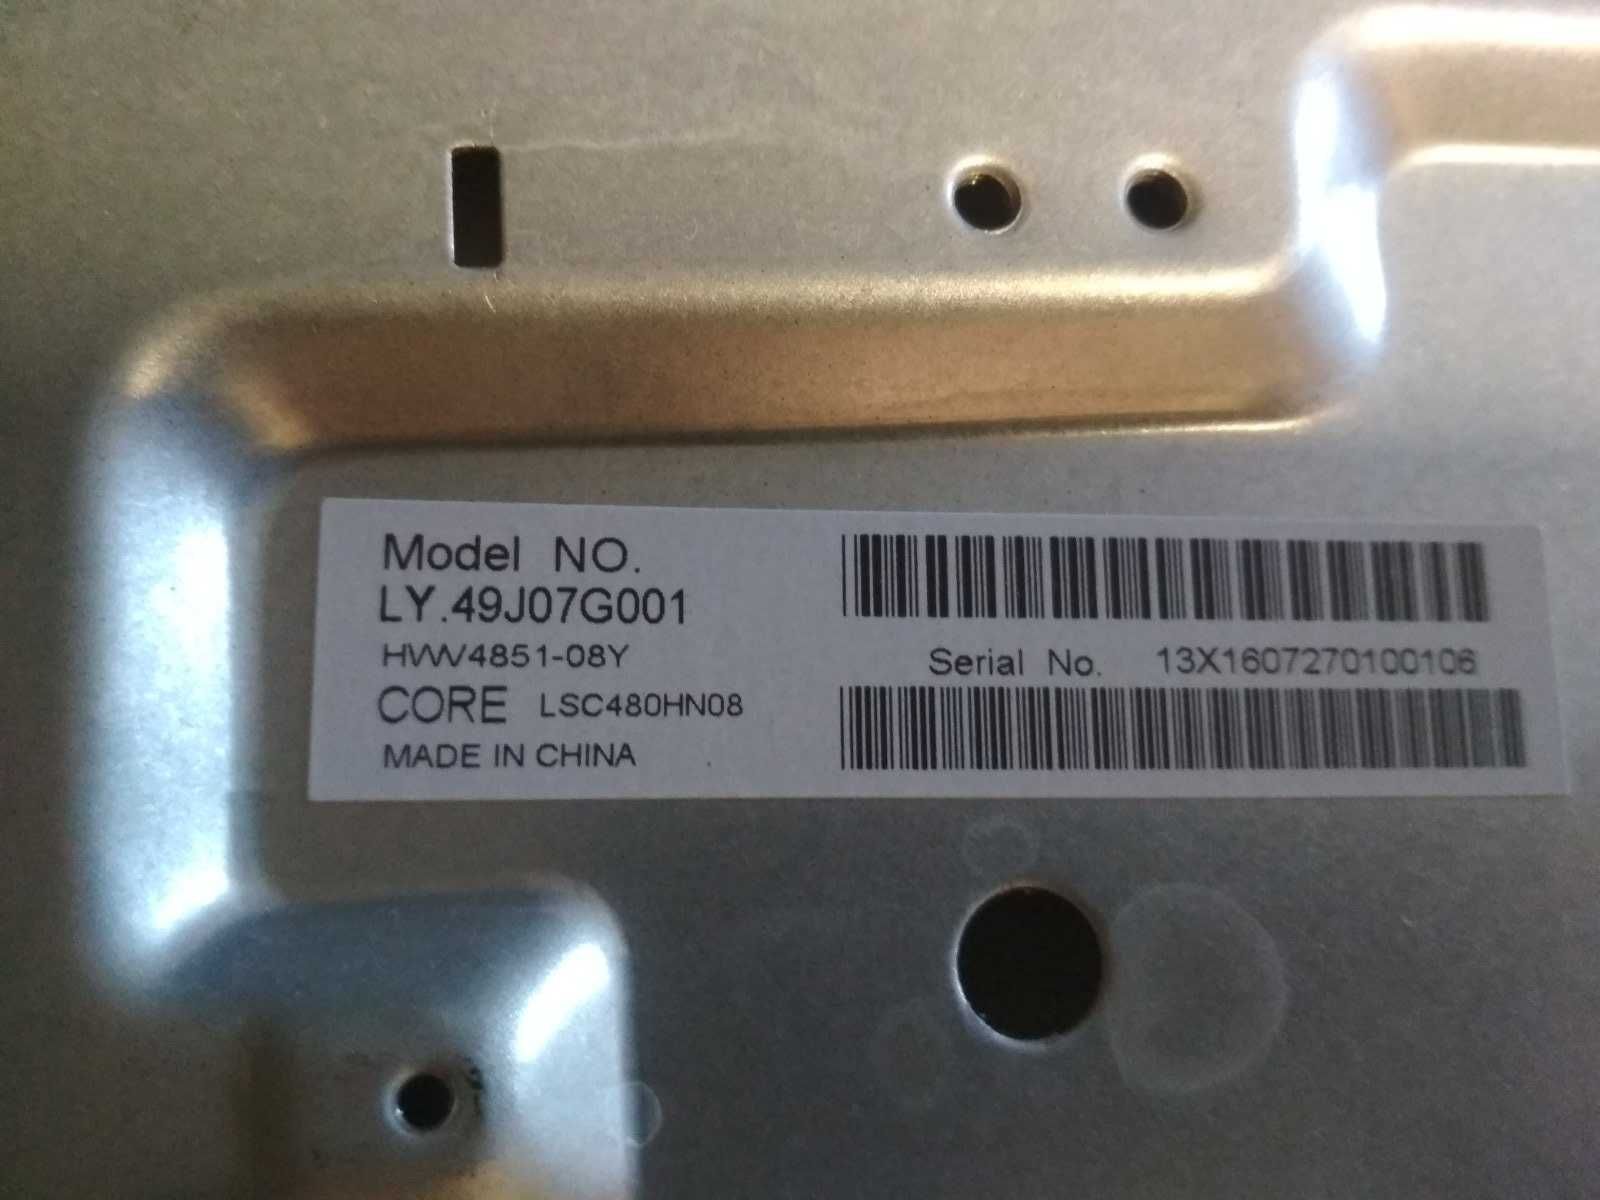 Model NO.
LY.49J07G001
HVW4851-08Y
CORE LSC480HN08
MADE IN CHINA
Serial No. 13X1607270100106